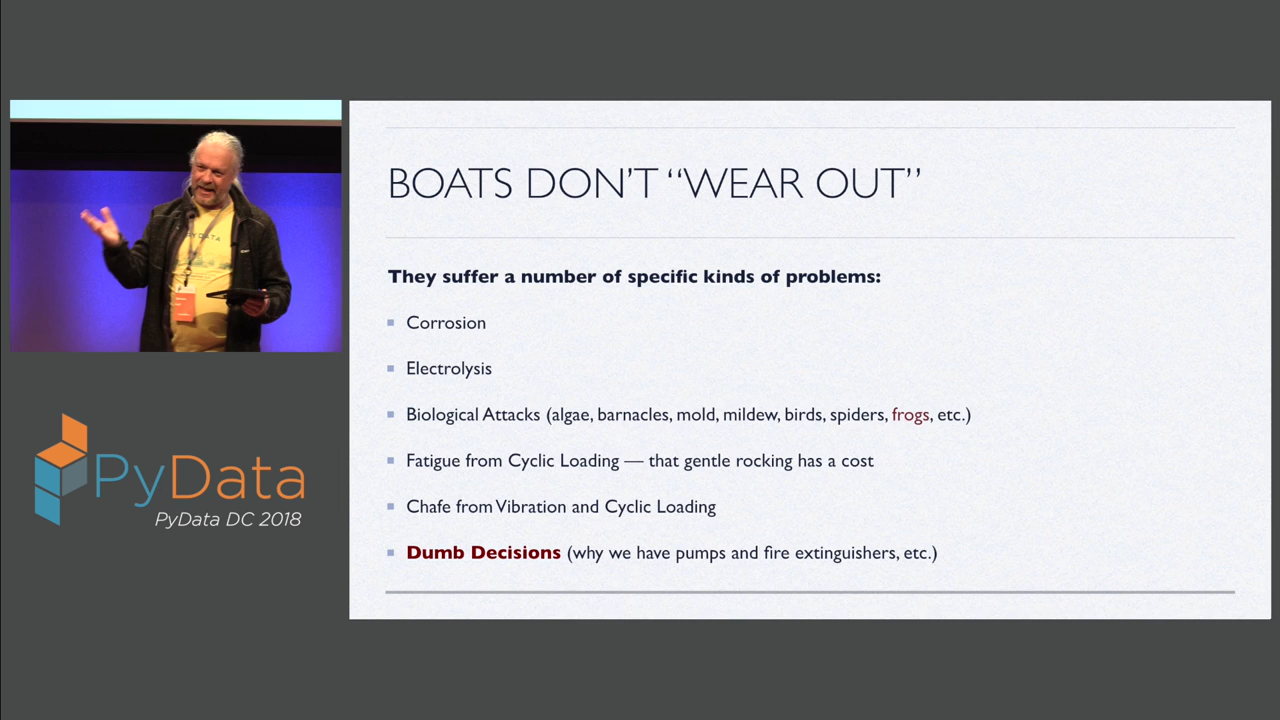 BOATS DON’T “WEAR OUT”
They suffer a number of specific kinds of problems:
Corrosion
Electrolysis
Biological Attacks (algae, barnacles, mold, mildew, birds, spiders, frogs, etc.)
Fatigue from Cyclic Loading — that gentle rocking has a cost
Chafe from Vibration and Cyclic Loading
Dumb Decisions (why we have pumps and fire extinguishers, etc.)
PYDATA
PyData
PyData DC 2018